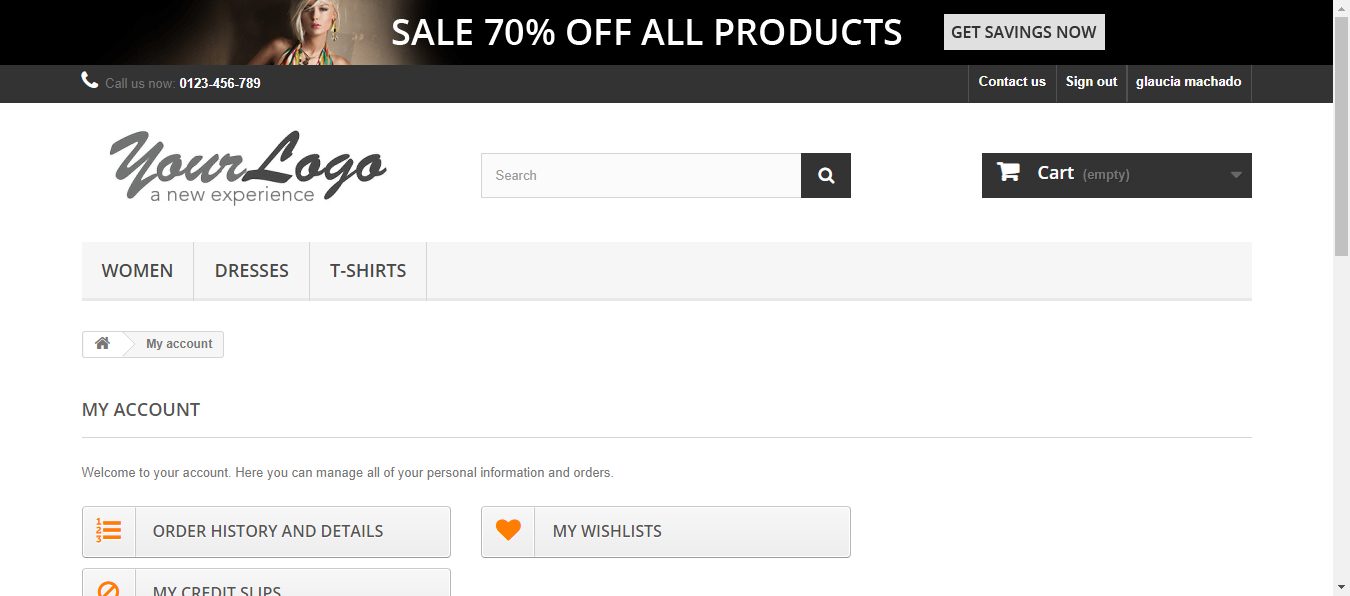 SALE 70% OFF ALL PRODUCTS GET SAVINGS NOW
Call us now: 0123-456-789 Contact us Sign out glaucia machado
YourLogo
a new experience
Search Cart (empty)
WOMEN DRESSES T-SHIRTS
My account
MY ACCOUNT
Welcome to your account. Here you can manage all of your personal information and orders.
1 2 3 ORDER HISTORY AND DETAILS MY WISHLISTS
MY CREDIT SLIPS